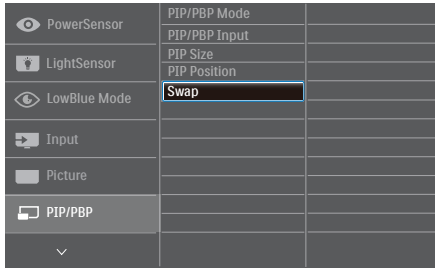 PowerSensor
LightSensor
LowBlue Mode
Input
Picture
PIP/PBP
PIP/PBP Mode
PIP/PBP Input
PIP Size
PIP Position
Swap